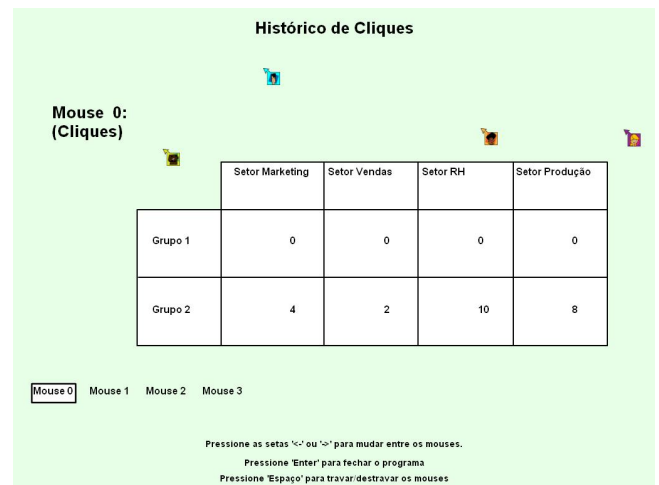 Histórico de Cliques
Mouse 0:
(Cliques)
Setor Marketing Setor Vendas Setor RH Setor Produção
Grupo 1 0 0 0 0
Grupo 2 4 2 10 8
Mouse 0 Mouse 1 Mouse 2 Mouse 3
Pressione as setas '<-' ou '->' para mudar entre os mouses.
Pressione 'Enter' para fechar o programa
Pressione 'Espaço' para travar/destravar os mouses